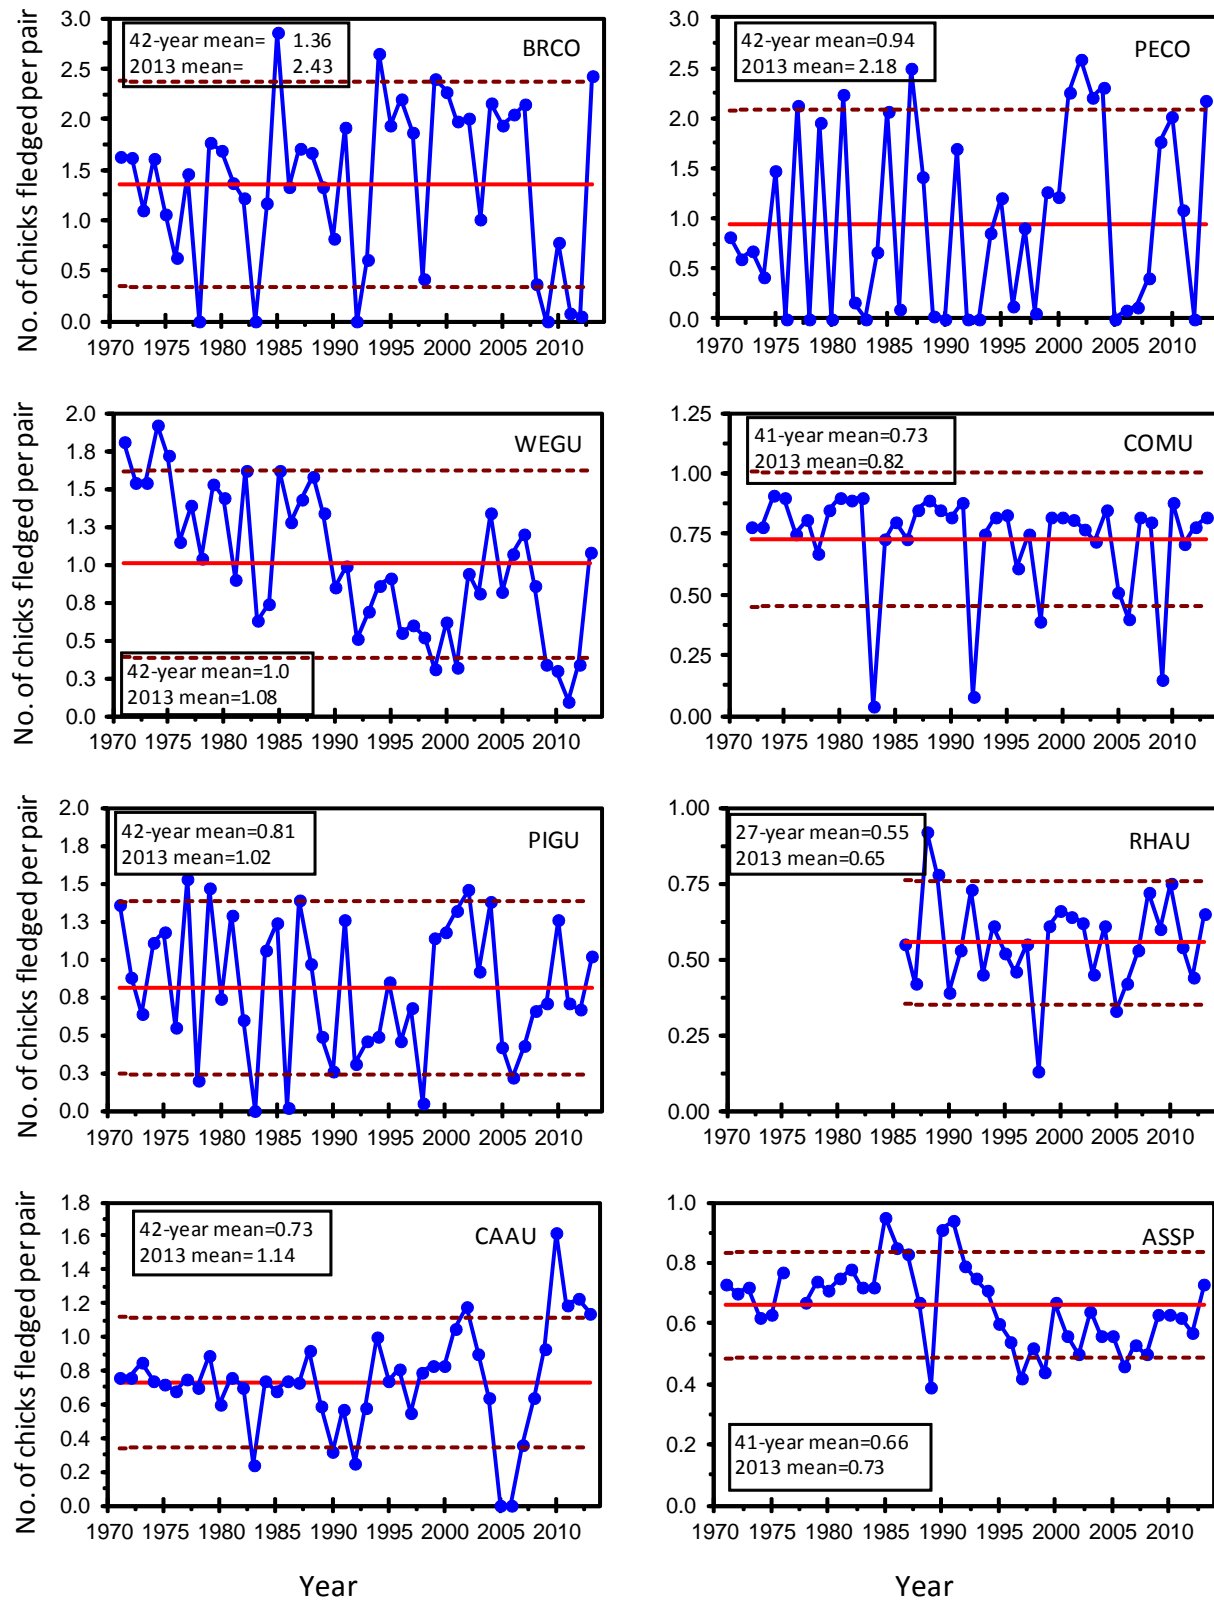 No. of chicks fledged per pair
3.0
2.5
2.0
1.5
1.0
0.5
0.0
42-year mean= 1.36
2013 mean= 2.43
BRCO
1970 1975 1980 1985 1990 1995 2000 2005 2010
3.0
2.5
2.0
1.5
1.0
0.5
0.0
42-year mean=0.94
2013 mean=2.18
PECO
1970 1975 1980 1985 1990 1995 2000 2005 2010
No. of chicks fledged per pair
2.0
1.8
1.5
1.3
1.0
0.8
0.5
0.3
0.0
WEGU
42-year mean=1.0
2013 mean=1.08
1970 1975 1980 1985 1990 1995 2000 2005 2010
1.25
1.00
0.75
0.50
0.25
0.00
41-year mean=0.73
2013 mean=0.82
COMU
1970 1975 1980 1985 1990 1995 2000 2005 2010
No. of chicks fledged per pair
2.0
1.8
1.5
1.3
1.0
0.8
0.5
0.3
0.0
42-year mean=0.81
2013 mean=1.02
PIGU
1970 1975 1980 1985 1990 1995 2000 2005 2010
1.00
0.75
0.50
0.25
0.00
27-year mean=0.55
2013 mean=0.65
RHAU
1970 1975 1980 1985 1990 1995 2000 2005 2010
No. of chicks fledged per pair
1.8
1.6
1.4
1.2
1.0
0.8
0.6
0.4
0.2
0.0
42-year mean=0.73
2013 mean=1.14
CAAU
1970 1975 1980 1985 1990 1995 2000 2005 2010
Year
1.0
0.8
0.6
0.4
0.2
0.0
ASSP
41-year mean=0.66
2013 mean=0.73
1970 1975 1980 1985 1990 1995 2000 2005 2010
Year